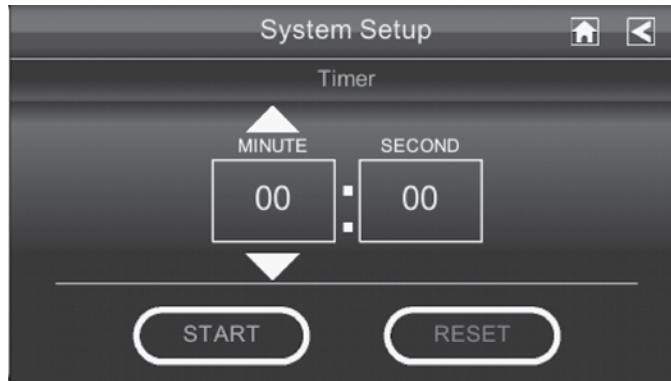 System Setup
Timer
MINUTE SECOND
00 : 00
START RESET